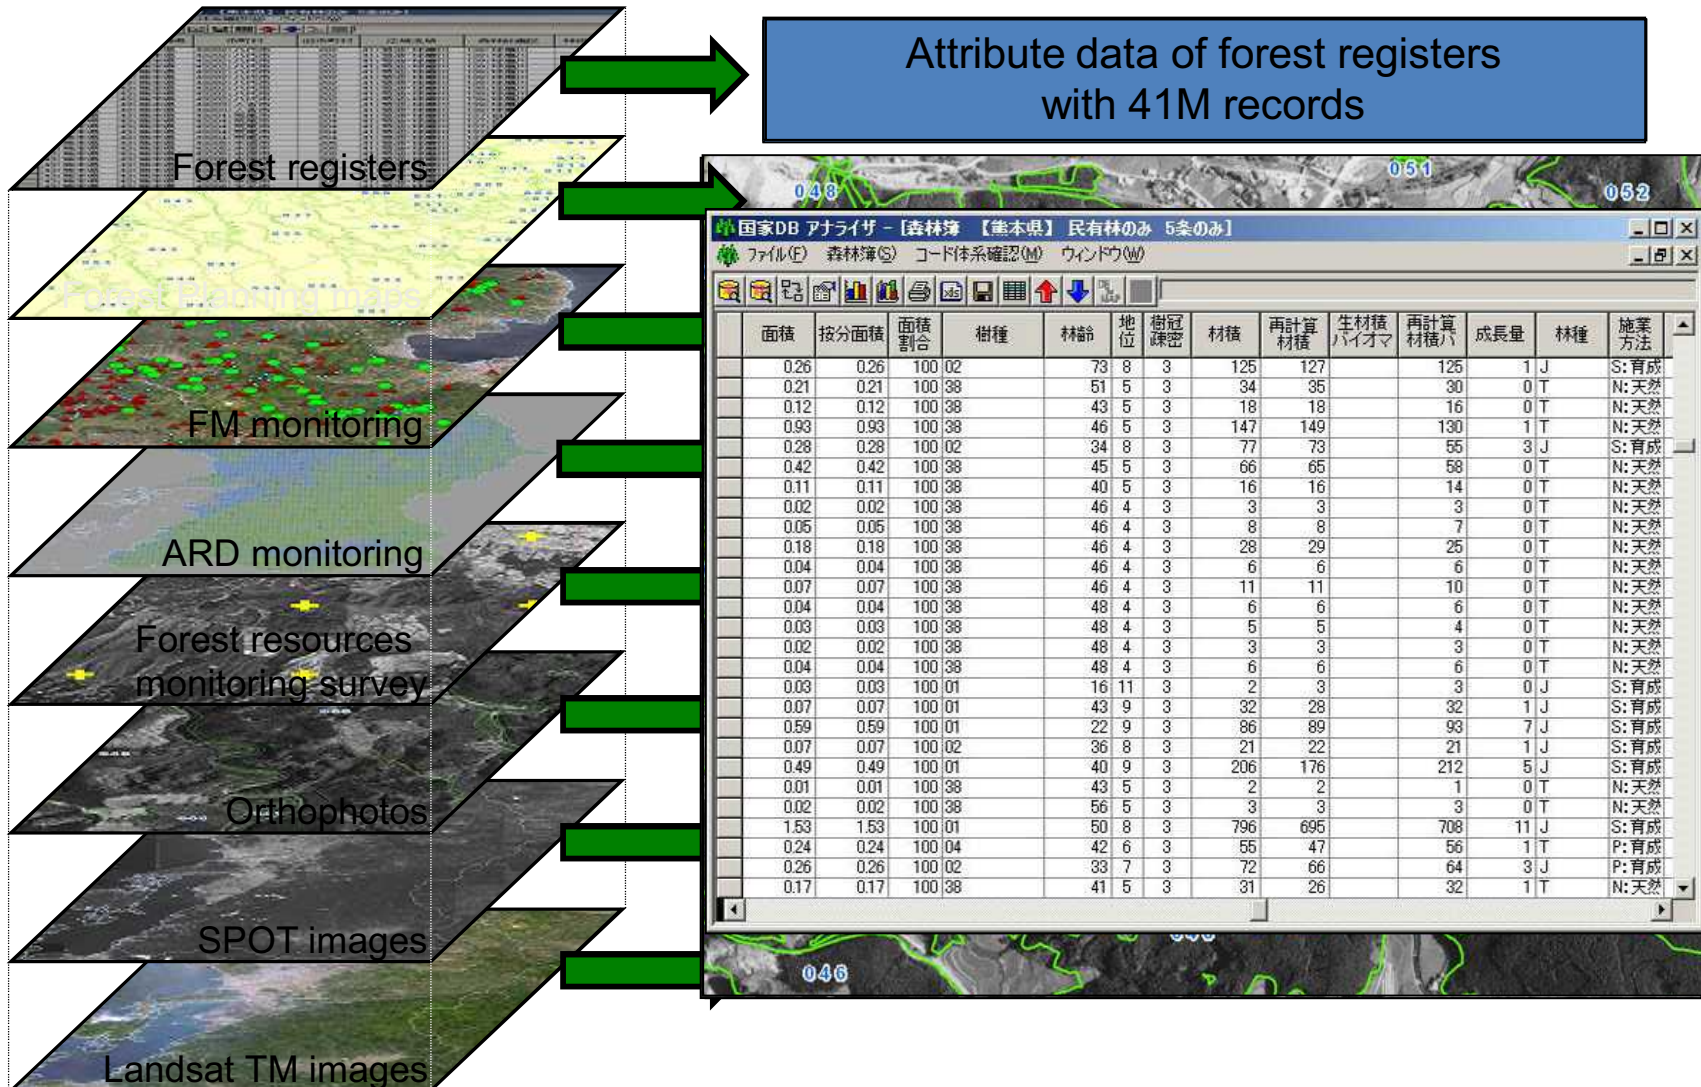 Attribute data of forest registers
with 41M records
Forest registers
Forest Planning maps
FM monitoring
ARD monitoring
Forest resources
monitoring survey
Orthophotos
SPOT images
Landsat TM images
048
051
052
国家DB アナライザ - [森林簿 【熊本県】 民有林のみ 5条のみ]
ファイル(F) 森林簿(S) コード体系確認(M) ウィンドウ(W)
面積 按分面積 面積割合 樹種 林齢 地位 樹冠疎密 材積 再計算材積 生材積バイオマ 再計算材積バ 成長量 林種 施業方法
0.26 0.26 100 02 73 8 3 125 127 125 1 J S:育成
0.21 0.21 100 38 51 5 3 34 35 30 0 T N:天然
0.12 0.12 100 38 43 5 3 18 18 16 0 T N:天然
0.93 0.93 100 38 46 5 3 147 149 130 1 T N:天然
0.28 0.28 100 02 34 8 3 77 73 55 3 J S:育成
0.42 0.42 100 38 45 5 3 66 65 58 0 T N:天然
0.11 0.11 100 38 40 5 3 16 16 14 0 T N:天然
0.02 0.02 100 38 46 4 3 3 3 3 0 T N:天然
0.05 0.05 100 38 46 4 3 8 8 7 0 T N:天然
0.18 0.18 100 38 46 4 3 28 29 25 0 T N:天然
0.04 0.04 100 38 46 4 3 6 6 6 0 T N:天然
0.07 0.07 100 38 46 4 3 11 11 10 0 T N:天然
0.04 0.04 100 38 48 4 3 6 6 6 0 T N:天然
0.03 0.03 100 38 48 4 3 5 5 4 0 T N:天然
0.02 0.02 100 38 48 4 3 3 3 3 0 T N:天然
0.04 0.04 100 38 48 4 3 6 6 6 0 T N:天然
0.03 0.03 100 01 16 11 3 2 3 3 0 J S:育成
0.07 0.07 100 01 43 9 3 32 28 32 1 J S:育成
0.59 0.59 100 01 22 9 3 86 89 93 7 J S:育成
0.07 0.07 100 02 36 8 3 21 22 21 1 J S:育成
0.49 0.49 100 01 40 9 3 206 176 212 5 J S:育成
0.01 0.01 100 38 43 5 3 2 2 1 0 T N:天然
0.02 0.02 100 38 56 5 3 3 3 3 0 T N:天然
1.53 1.53 100 01 50 8 3 796 695 708 11 J S:育成
0.24 0.24 100 04 42 6 3 55 47 56 1 T P:育成
0.26 0.26 100 02 33 7 3 72 66 64 3 J P:育成
0.17 0.17 100 38 41 5 3 31 26 32 1 T N:天然
046